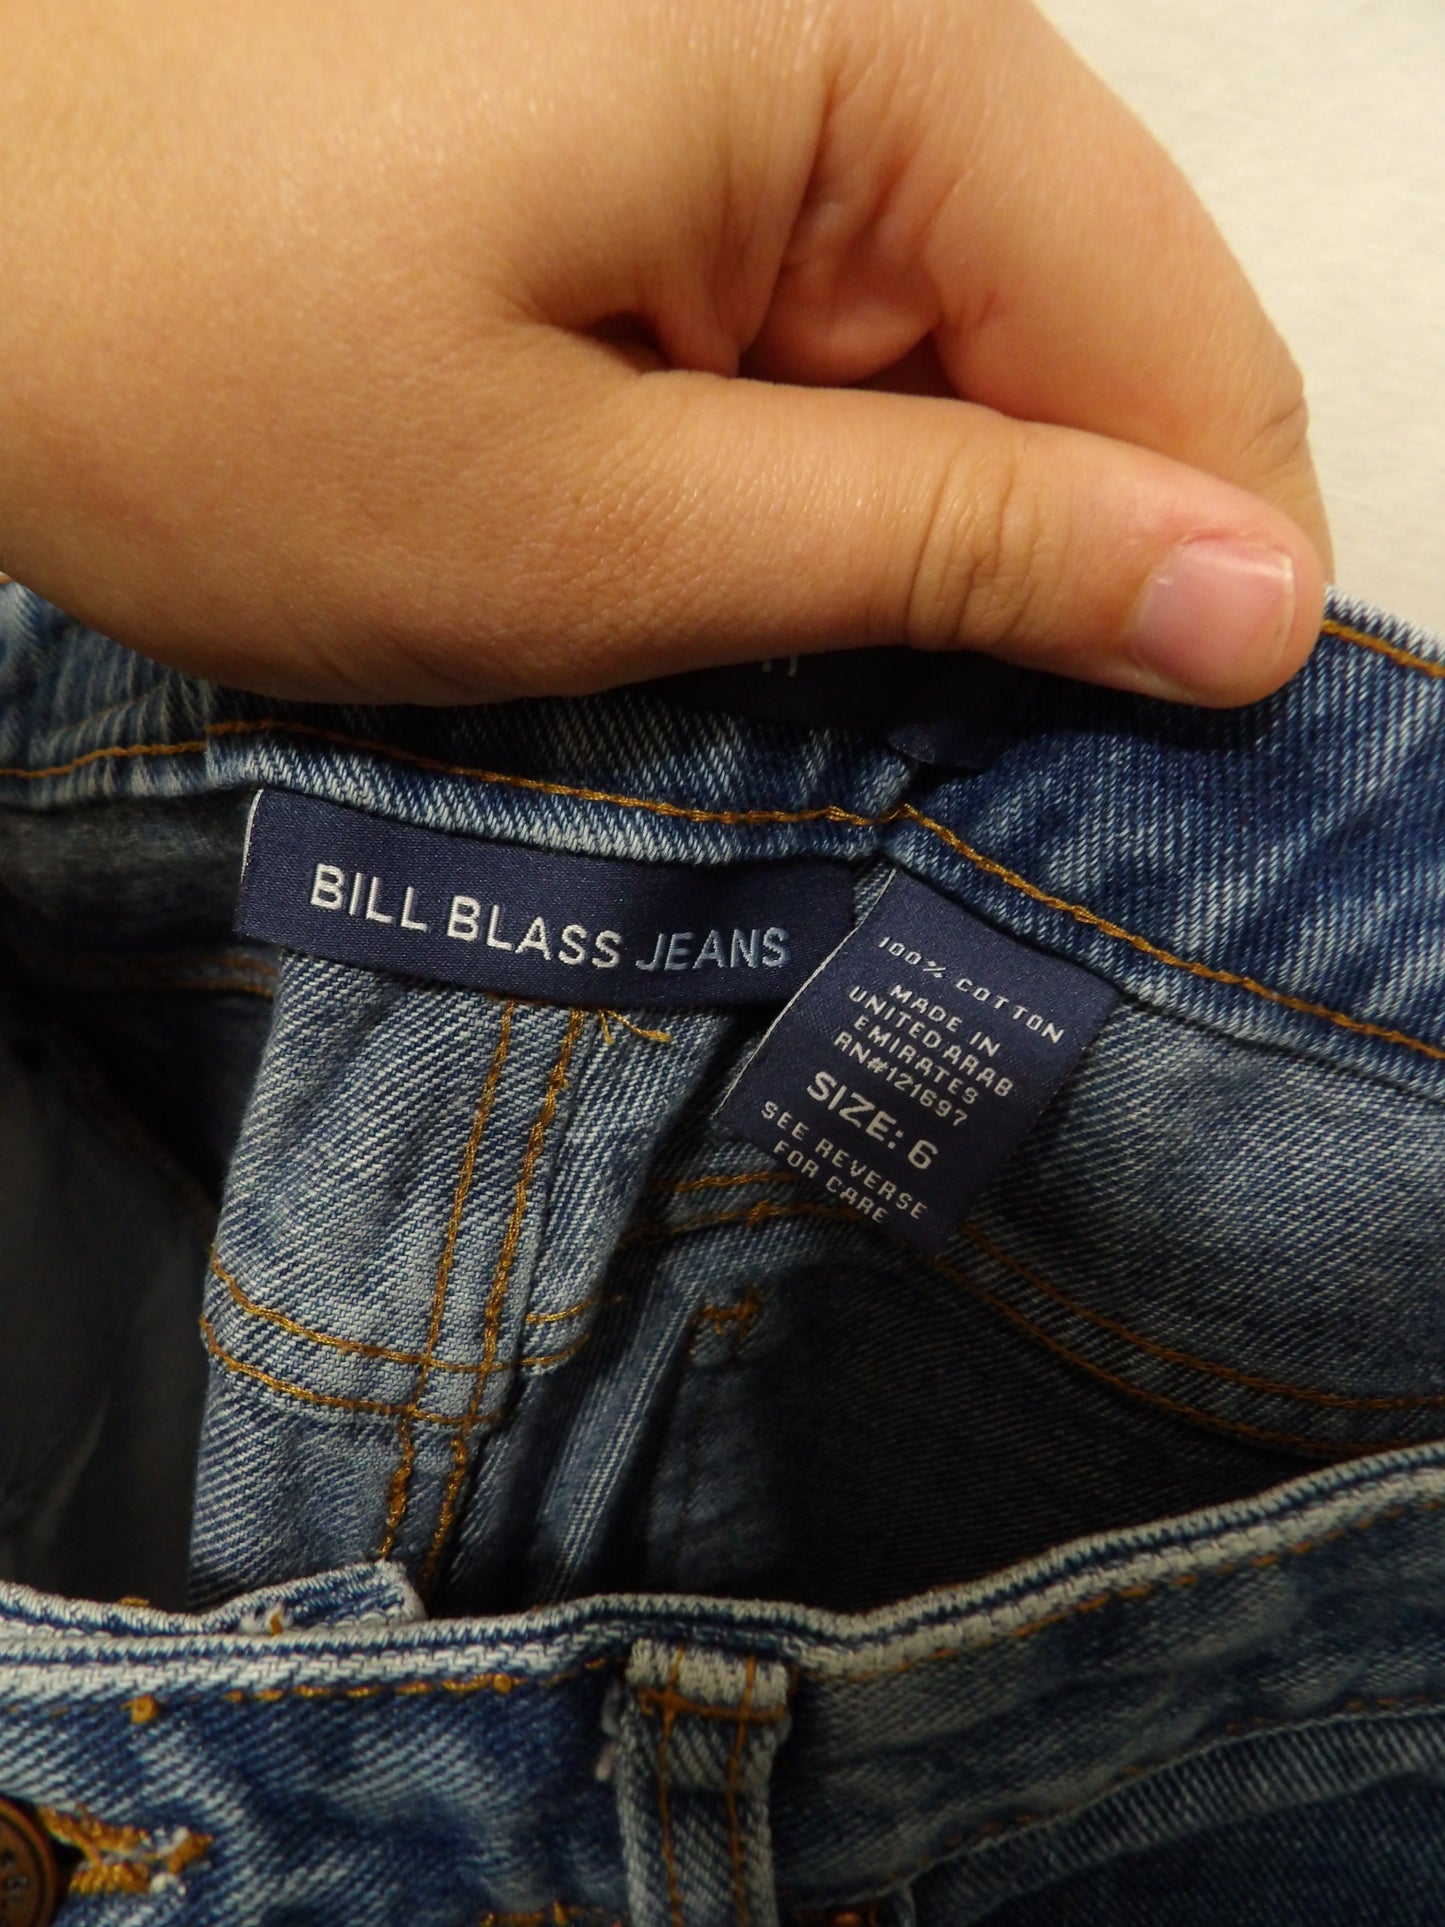 BILL BLASS JEANS
100% COTTON
MADE IN
UNITED ARAB
EMIRATES
RN#121697
SIZE: 6
SEE REVERSE
FOR CARE